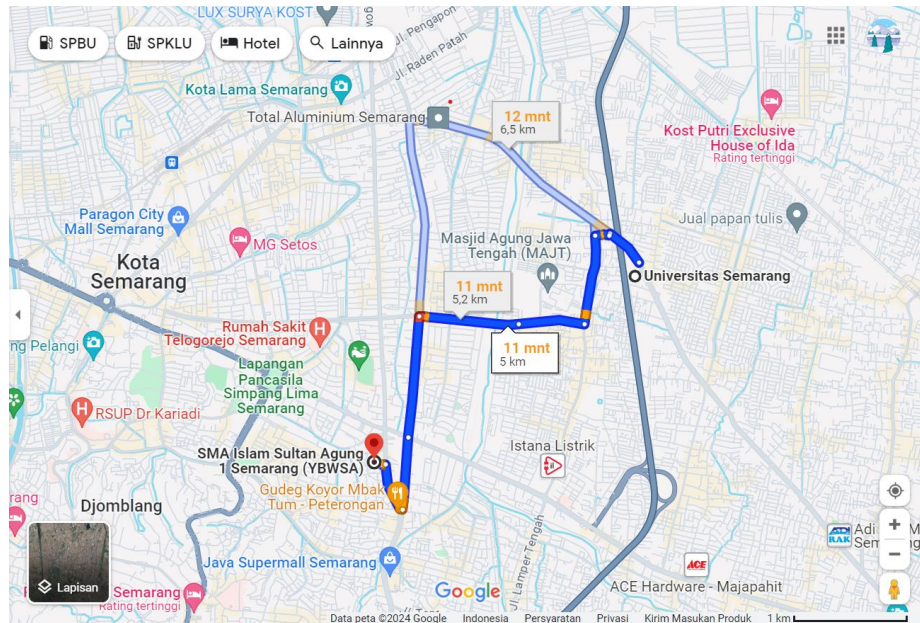 LUX SURYA KOST
SPBU
SPKLU
Hotel
Lainnya
Jl. Pengapon
Jl. Raden Patah
Kota Lama Semarang
Total Aluminium Semarang
12 mnt
6,5 km
Kost Putri Exclusive
House of Ida
Rating tertinggi
Paragon City
Mall Semarang
MG Setos
Jual papan tulis
Masjid Agung Jawa
Tengah (MAJT)
Kota
Semarang
Universitas Semarang
11 mnt
5,2 km
Rumah Sakit
Telogorejo Semarang
ng Pelangi
11 mnt
5 km
Lapangan
Pancasila
Simpang Lima
Semarang
RSUP Dr Kariadi
SMA Islam Sultan Agung
1 Semarang (YBWSA)
Istana Listrik
Gudeg Koyor Mbak
Tum - Peterongan
rang
Djomblang
Jl. Lamper Tengah
Adi
M
RAK
Sem
ng
Lapisan
Java Supermall Semarang
ACE
ACE Hardware - Majapahit
Semarang
Rating tertinggi
Google
Data peta ©2024 Google
Indonesia
Persyaratan
Privasi
Kirim Masukan Produk
1 km